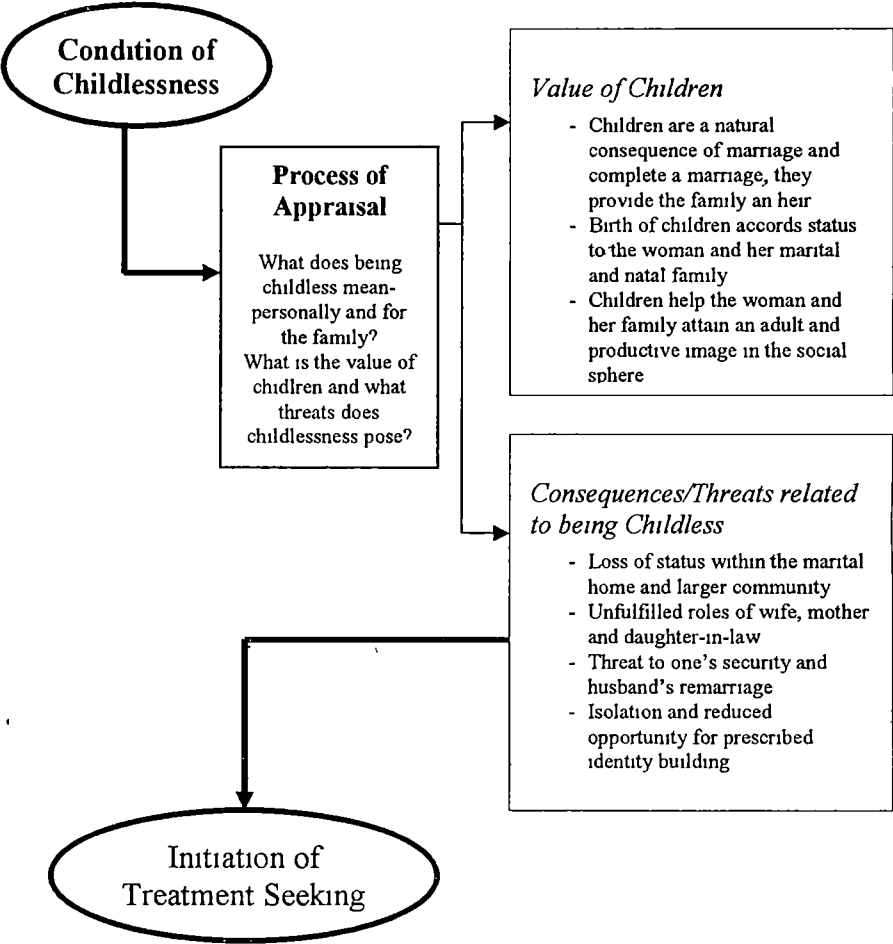 Condition of
Childlessness
Process of
Appraisal
What does being
childless mean-
personally and for
the family?
What is the value of
chidlren and what
threats does
childlessness pose?
Value of Children
- Children are a natural
consequence of marriage and
complete a marriage, they
provide the family an heir
- Birth of children accords status
to the woman and her marital
and natal family
- Children help the woman and
her family attain an adult and
productive image in the social
sphere
Consequences/Threats related
to being Childless
- Loss of status within the marital
home and larger community
- Unfulfilled roles of wife, mother
and daughter-in-law
- Threat to one's security and
husband's remarriage
- Isolation and reduced
opportunity for prescribed
identity building
Initiation of
Treatment Seeking